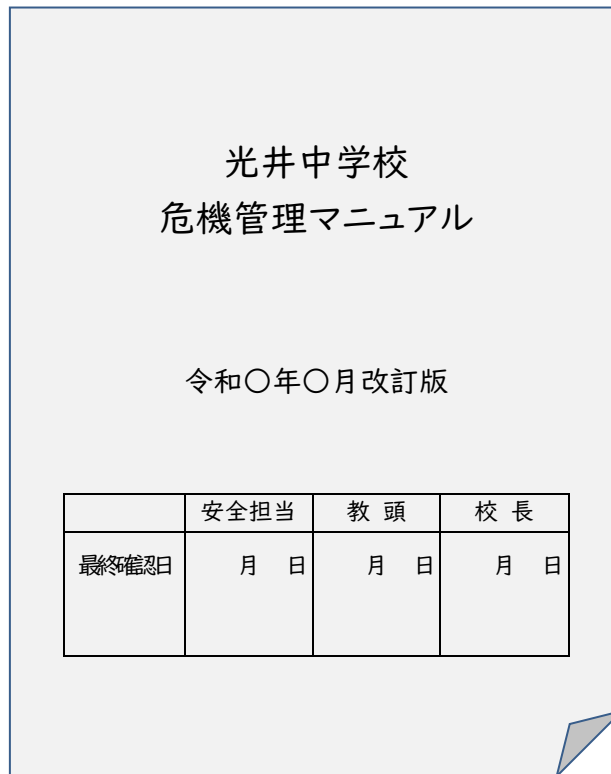 光井中学校
危機管理マニュアル
令和〇年〇月改訂版
安全担当 教 頭 校 長
最終確認日 月 日 月 日 月 日